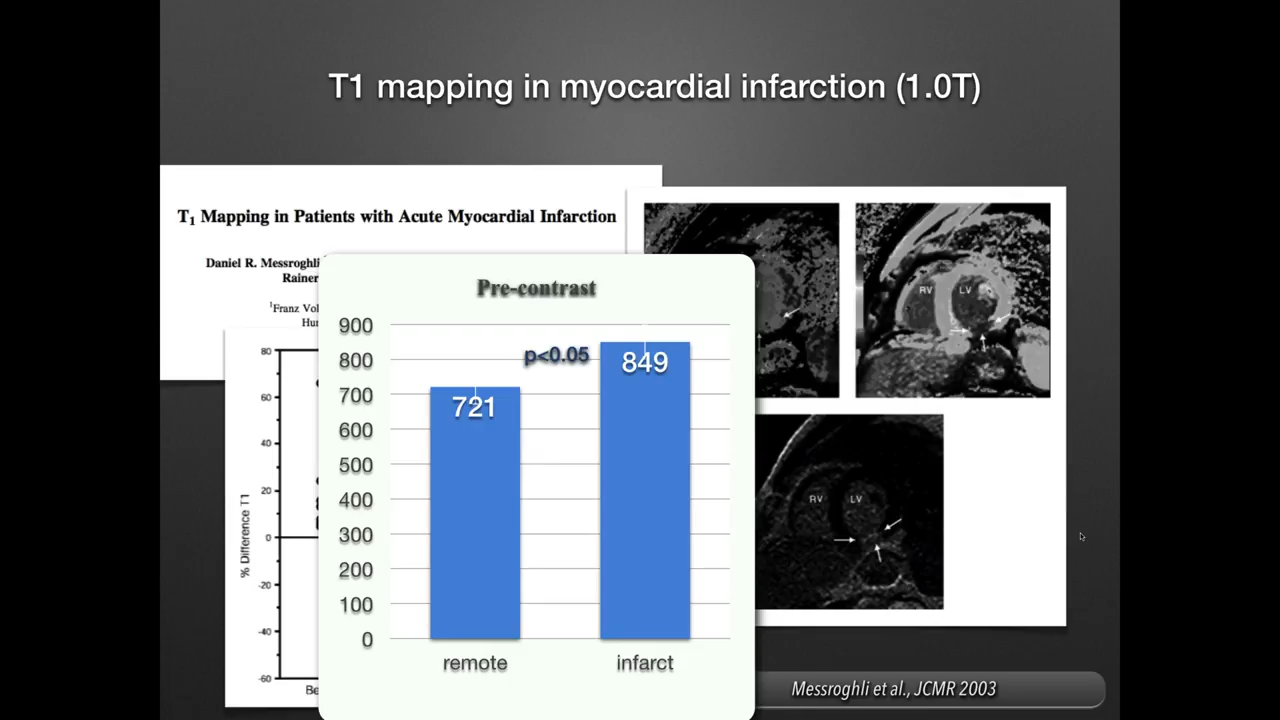 T1 mapping in myocardial infarction (1.0T)
T1 Mapping in Patients with Acute Myocardial Infarction
Daniel R. Messroghli
Rainer
1Franz
80
60
40
20
0
-20
-40
-60
% Difference T1
Pre-contrast
900
800
700
600
500
400
300
200
100
0
p<0.05
721
849
remote
infarct
RV
LV
RV
LV
Messroghli et al., JCMR 2003